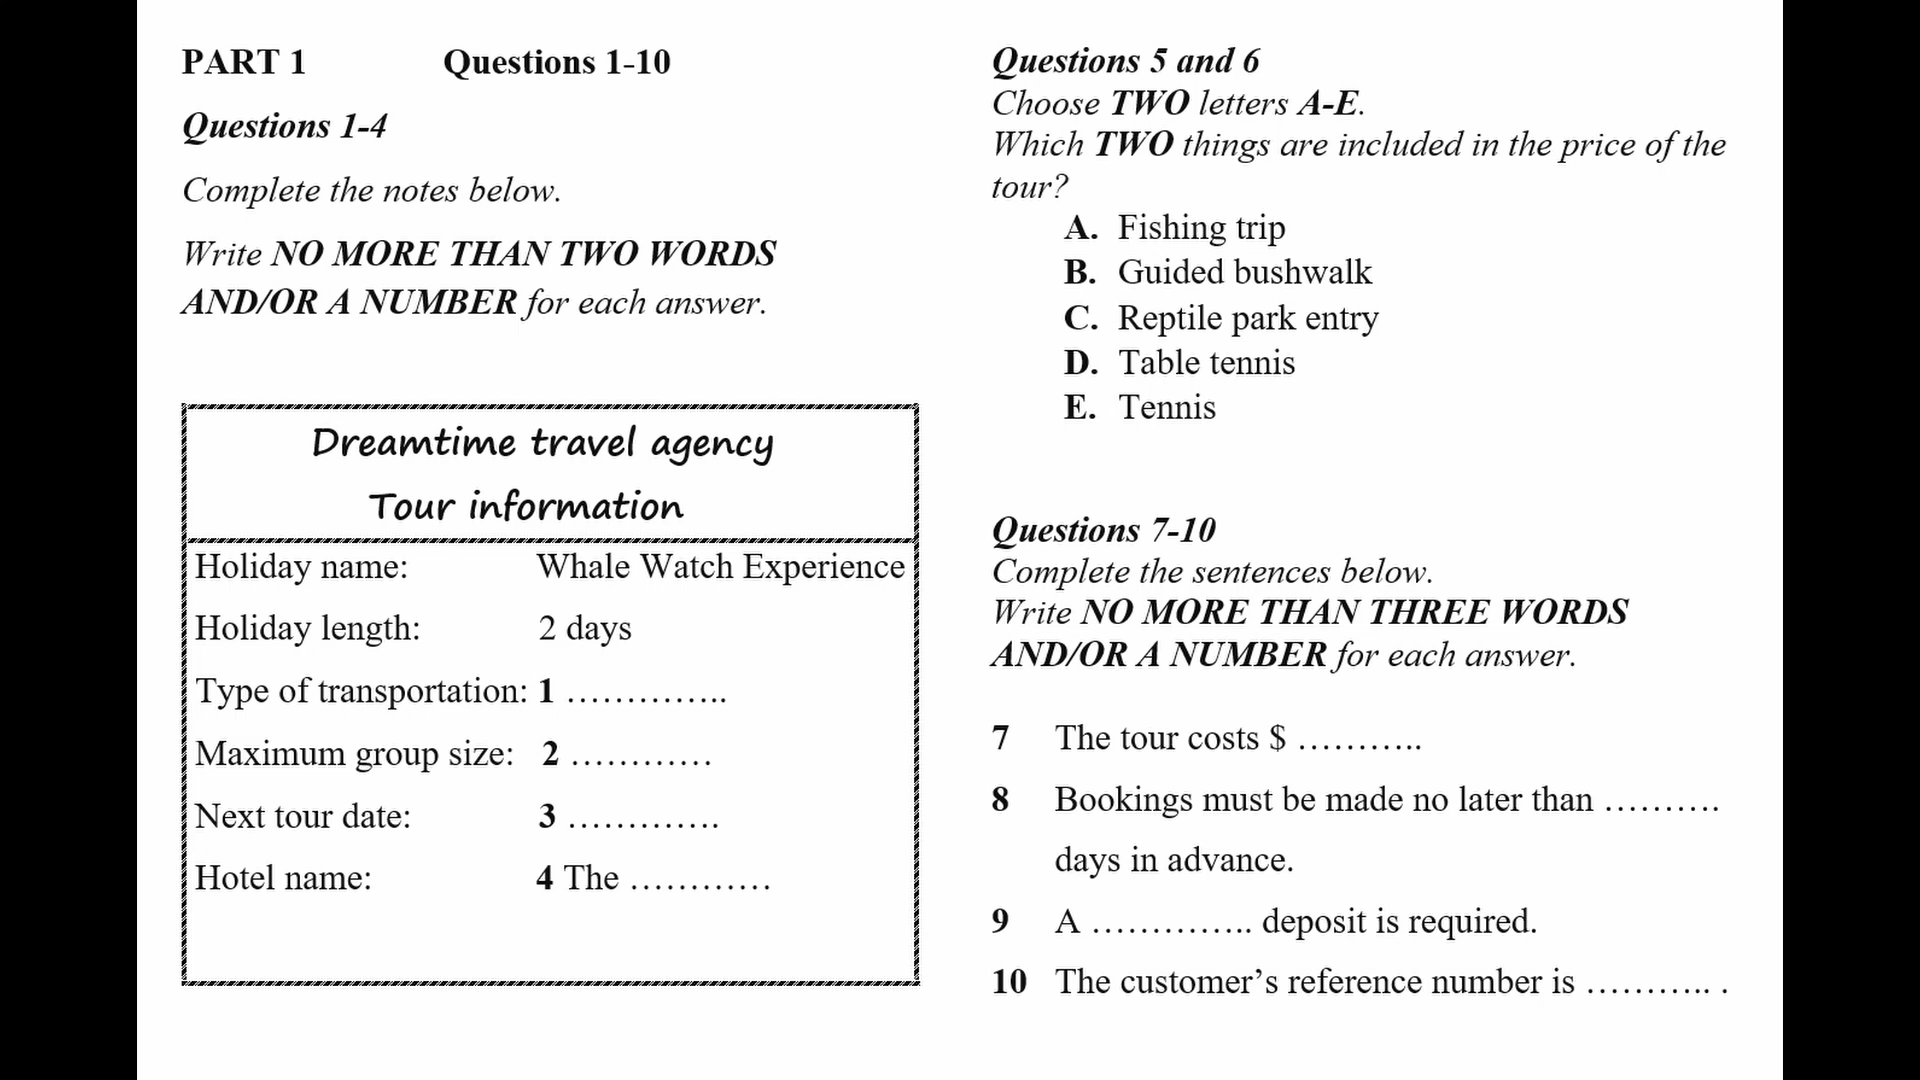 PART 1 Questions 1-10
Questions 1-4
Complete the notes below.
Write NO MORE THAN TWO WORDS
AND/OR A NUMBER for each answer.
Dreamtime travel agency
Tour information
Holiday name: Whale Watch Experience
Holiday length: 2 days
Type of transportation: 1 …………..
Maximum group size: 2 …………
Next tour date: 3 ………….
Hotel name: 4 The …………
Questions 5 and 6
Choose TWO letters A-E.
Which TWO things are included in the price of the
tour?
A. Fishing trip
B. Guided bushwalk
C. Reptile park entry
D. Table tennis
E. Tennis
Questions 7-10
Complete the sentences below.
Write NO MORE THAN THREE WORDS
AND/OR A NUMBER for each answer.
7 The tour costs $ ………..
8 Bookings must be made no later than ……….
days in advance.
9 A ………….. deposit is required.
10 The customer’s reference number is ……….. .